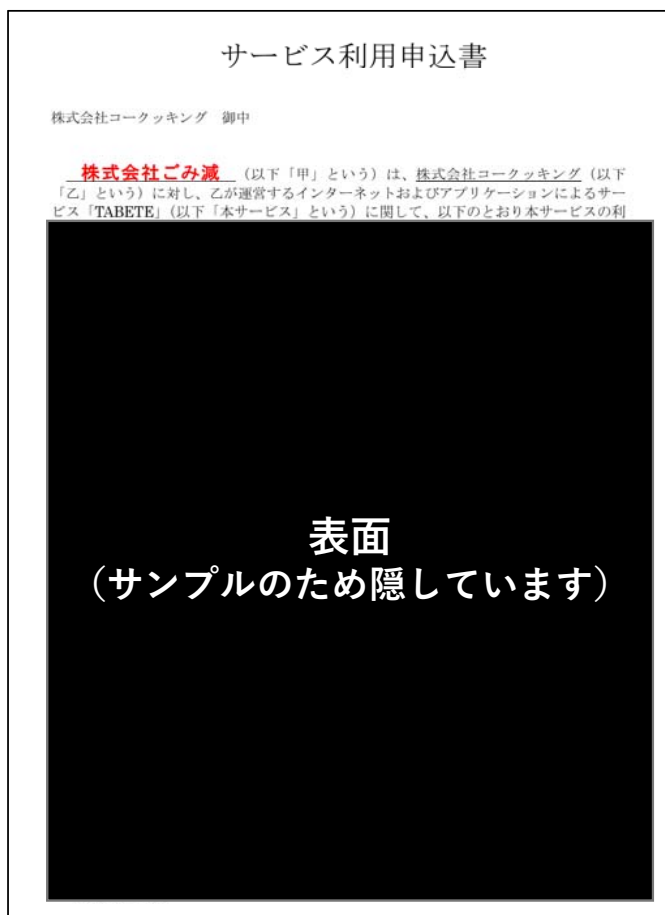 サービス利用申込書
株式会社コークッキング　御中
株式会社ごみ減　（以下「甲」という）は、株式会社コークッキング（以下
「乙」という）に対し、乙が運営するインターネットおよびアプリケーションによるサー
ビス「TABETE」（以下「本サービス」という）に関して、以下のとおり本サービスの利
表面
（サンプルのため隠しています）